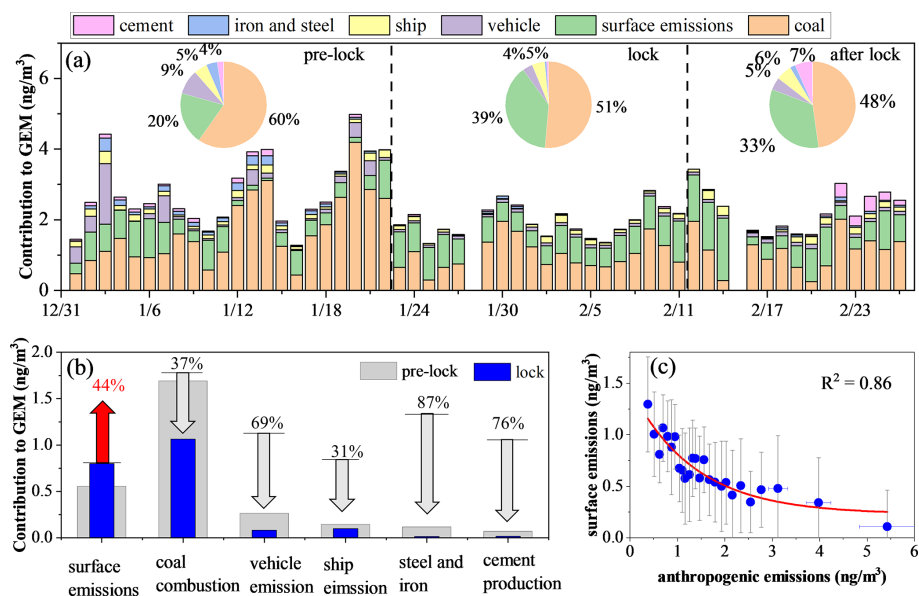 cement iron and steel ship vehicle surface emissions coal
(a) pre-lock lock after lock
Contribution to GEM (ng/m³)
6
4
2
0
5% 4%
9%
20%
60%
4% 5%
39%
51%
6% 7%
5%
33%
48%
12/31 1/6 1/12 1/18 1/24 1/30 2/5 2/11 2/17 2/23
(b)
Contribution to GEM (ng/m³)
2.0
1.5
1.0
0.5
0.0
pre-lock lock
44%
37%
69%
31%
87%
76%
surface
emissions
coal
combustion
vehicle
emission
ship
eimssion
steel and
iron
cement
production
(c)
R² = 0.86
surface emissions (ng/m³)
1.5
1.0
0.5
0.0
0 1 2 3 4 5 6
anthropogenic emissions (ng/m³)